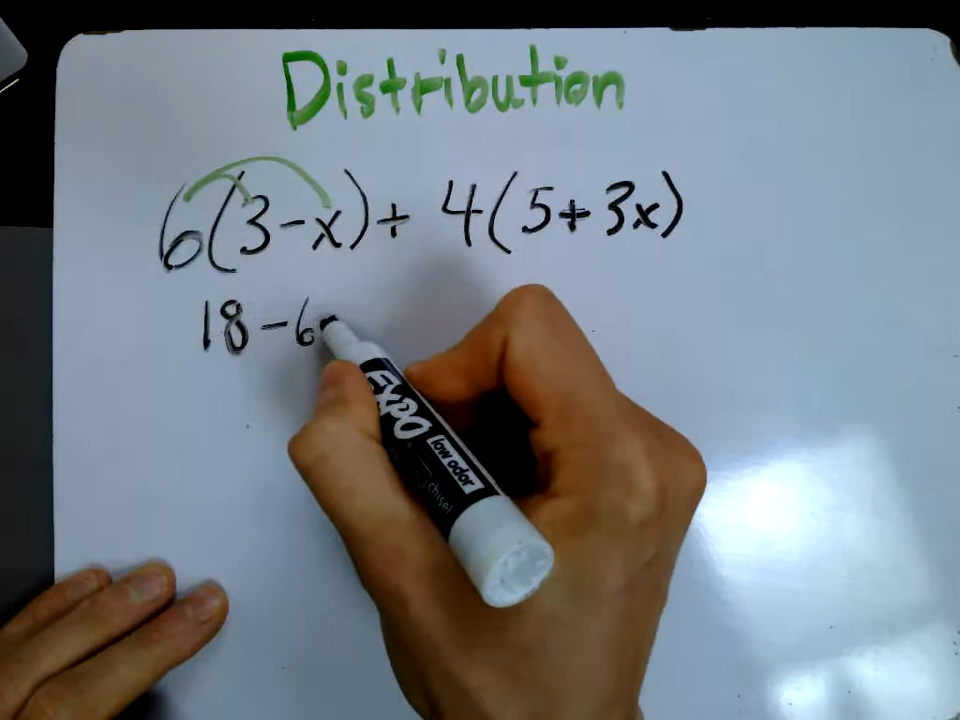 Distribution
6(3-x)+ 4(5+3x)
18-6
EXPO
low odor
chisel